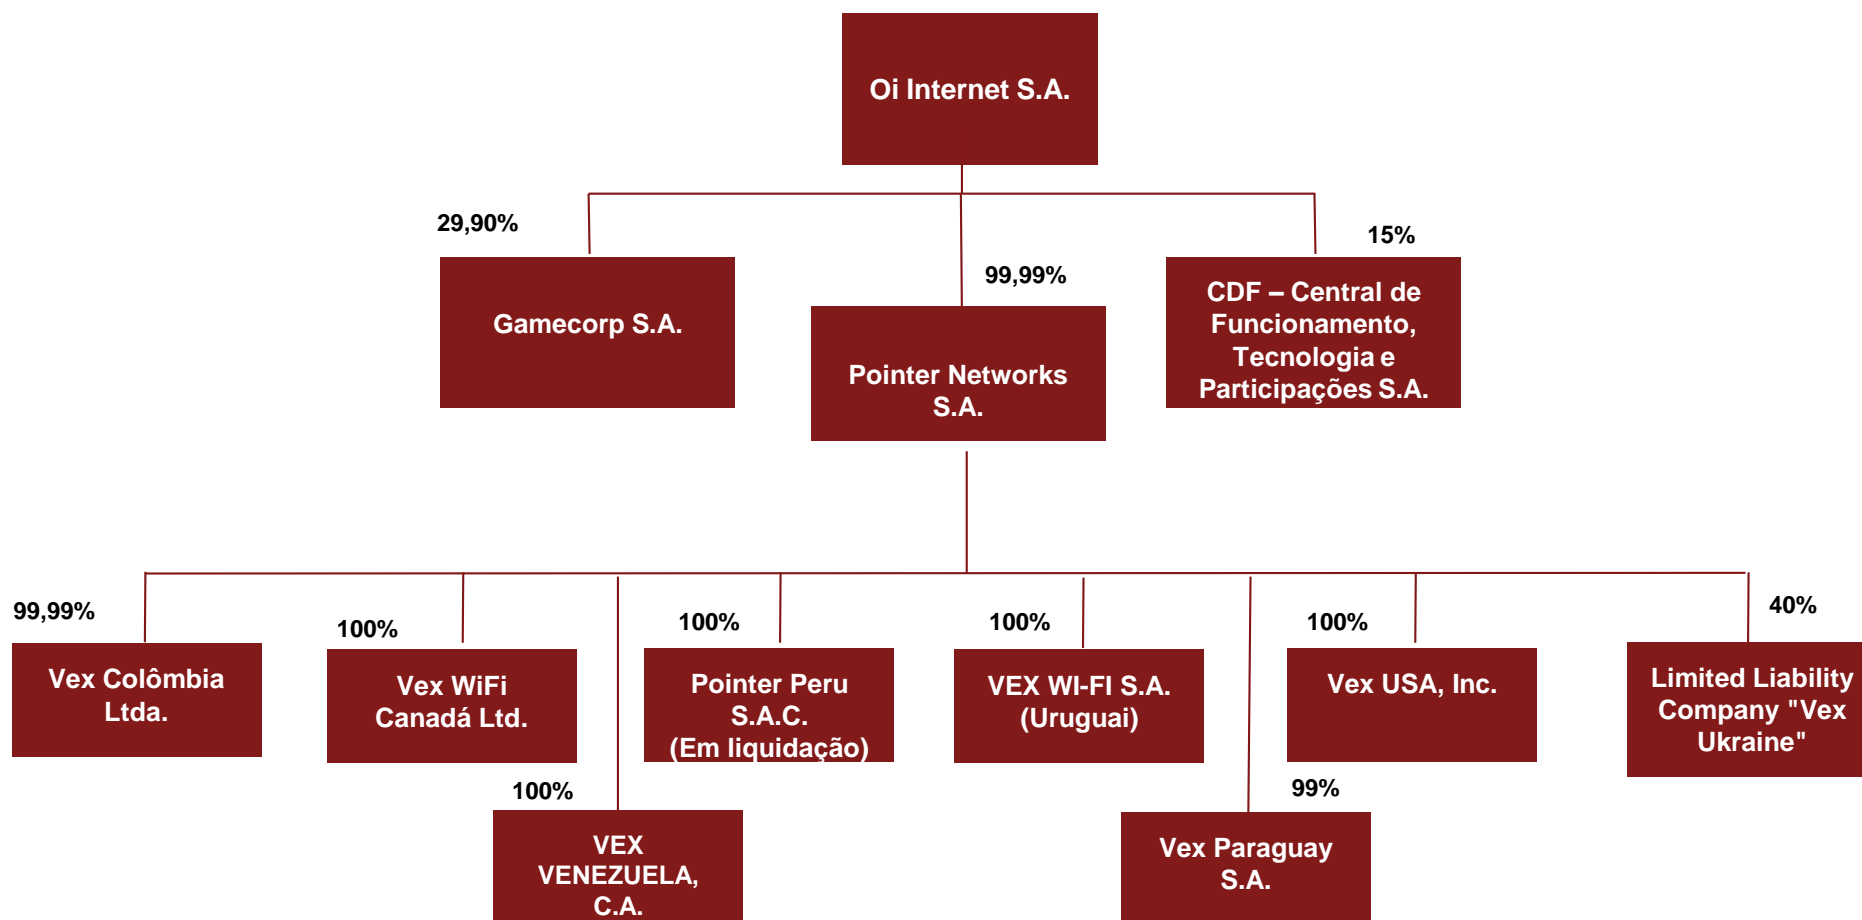 Oi Internet S.A.
29,90%
Gamecorp S.A.
99,99%
Pointer Networks
S.A.
15%
CDF – Central de
Funcionamento,
Tecnologia e
Participações S.A.
99,99%
Vex Colômbia
Ltda.
100%
Vex WiFi
Canadá Ltd.
100%
VEX
VENEZUELA,
C.A.
100%
Pointer Peru
S.A.C.
(Em liquidação)
100%
VEX WI-FI S.A.
(Uruguai)
99%
Vex Paraguay
S.A.
100%
Vex USA, Inc.
40%
Limited Liability
Company "Vex
Ukraine"